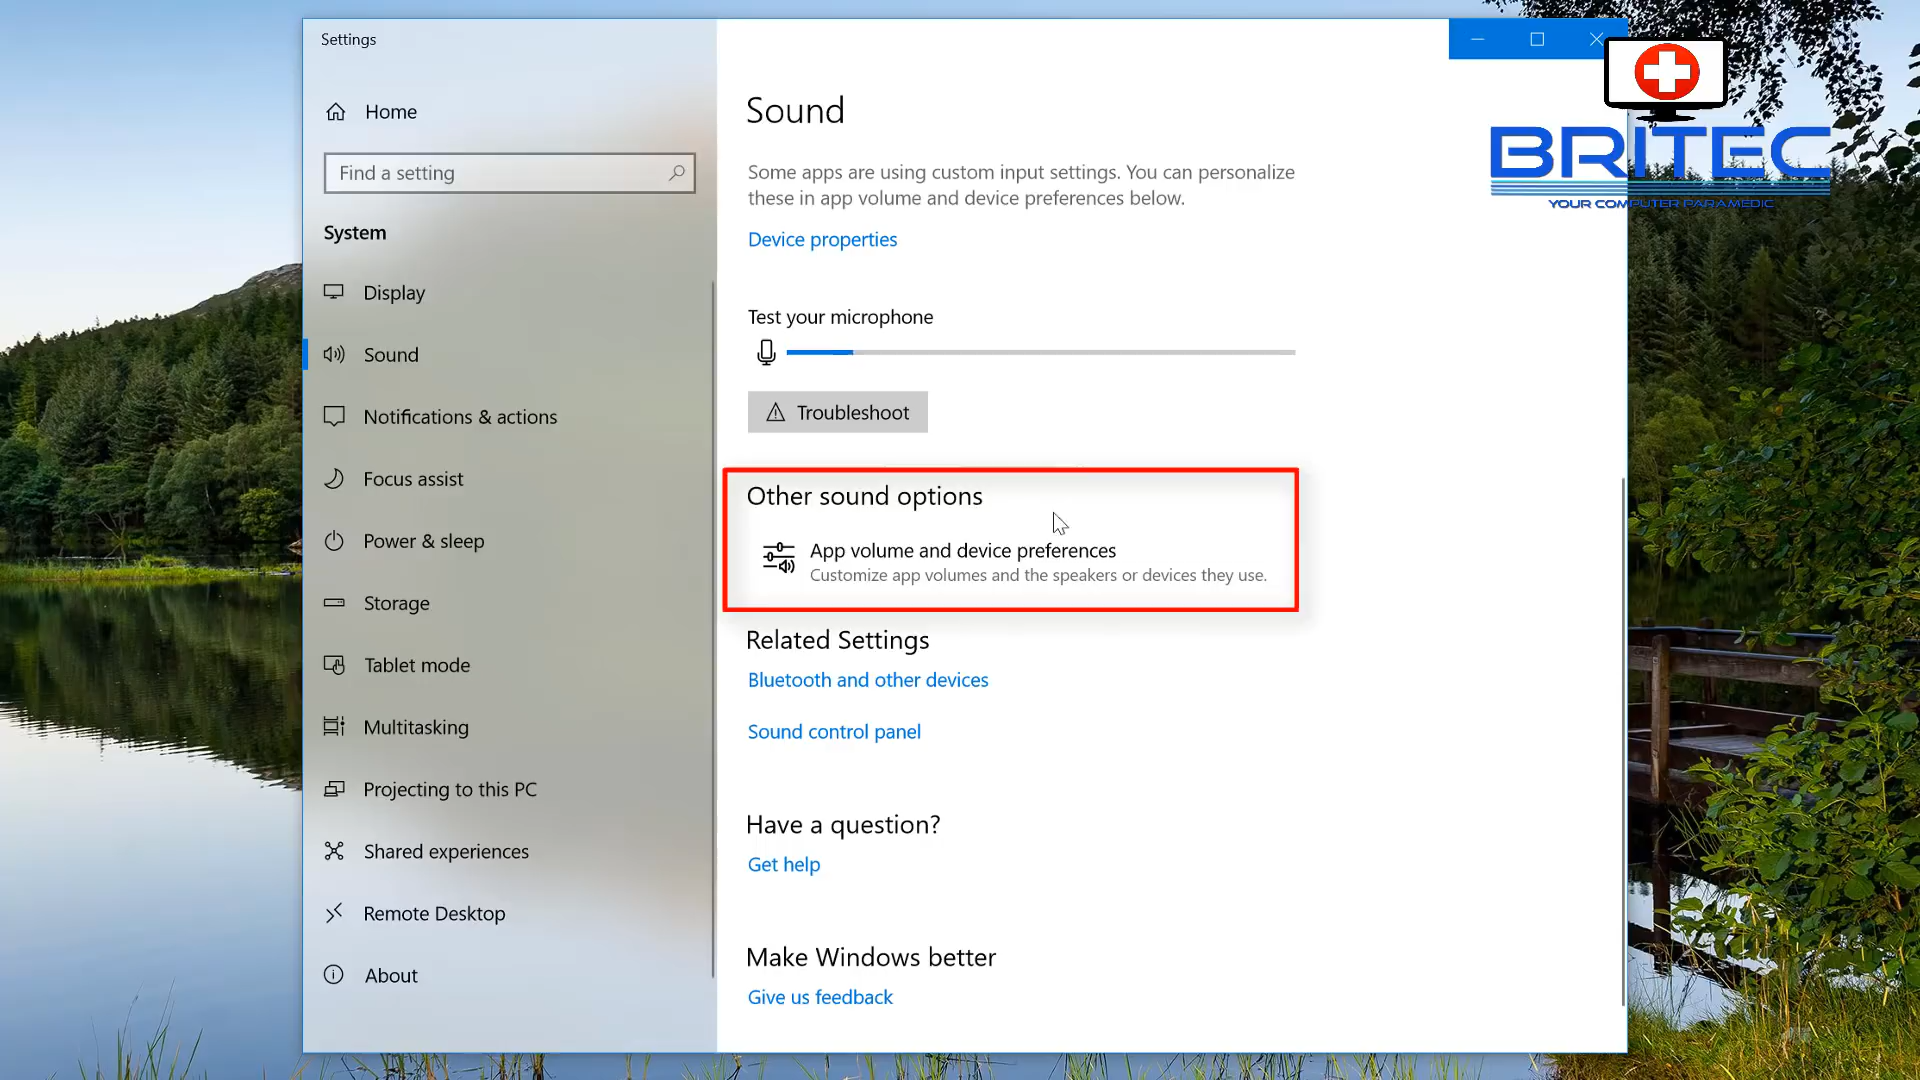 Settings
Home
Find a setting
System
Display
Sound
Notifications & actions
Focus assist
Power & sleep
Storage
Tablet mode
Multitasking
Projecting to this PC
Shared experiences
Remote Desktop
About
Sound
Some apps are using custom input settings. You can personalize
these in app volume and device preferences below.
Device properties
Test your microphone
Troubleshoot
Other sound options
App volume and device preferences
Customize app volumes and the speakers or devices they use.
Related Settings
Bluetooth and other devices
Sound control panel
Have a question?
Get help
Make Windows better
Give us feedback
BRITEC
YOUR COMPUTER PARAMEDIC